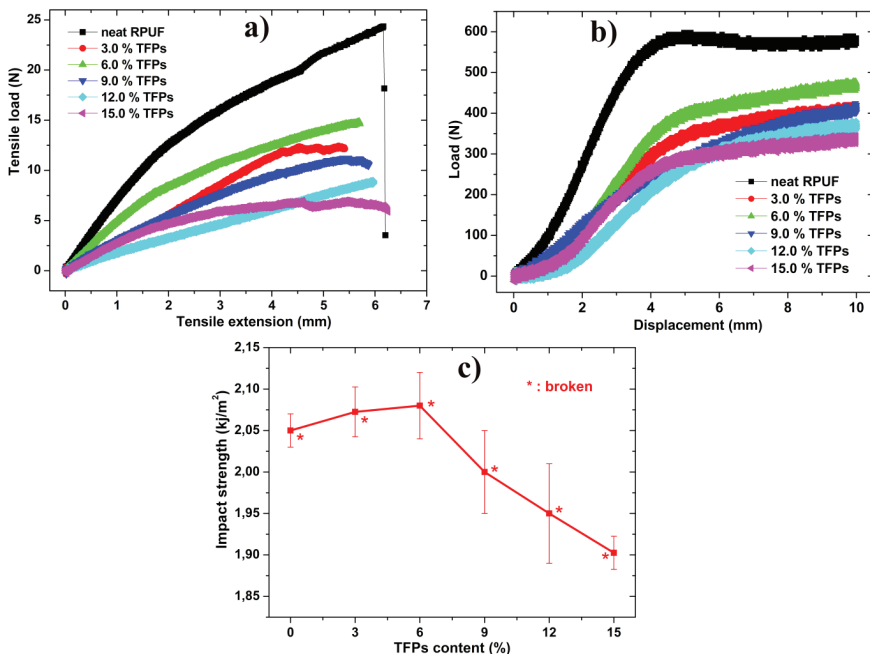 a)
neat RPUF
3.0 % TFPs
6.0 % TFPs
9.0 % TFPs
12.0 % TFPs
15.0 % TFPs
Tensile load (N)
25
20
15
10
5
0
0 1 2 3 4 5 6 7
Tensile extension (mm)
b)
neat RPUF
3.0 % TFPs
6.0 % TFPs
9.0 % TFPs
12.0 % TFPs
15.0 % TFPs
Load (N)
600
500
400
300
200
100
0
0 2 4 6 8 10
Displacement (mm)
c)
* : broken
Impact strength (kj/m²)
2,15
2,10
2,05
2,00
1,95
1,90
1,85
* * * * * *
0 3 6 9 12 15
TFPs content (%)